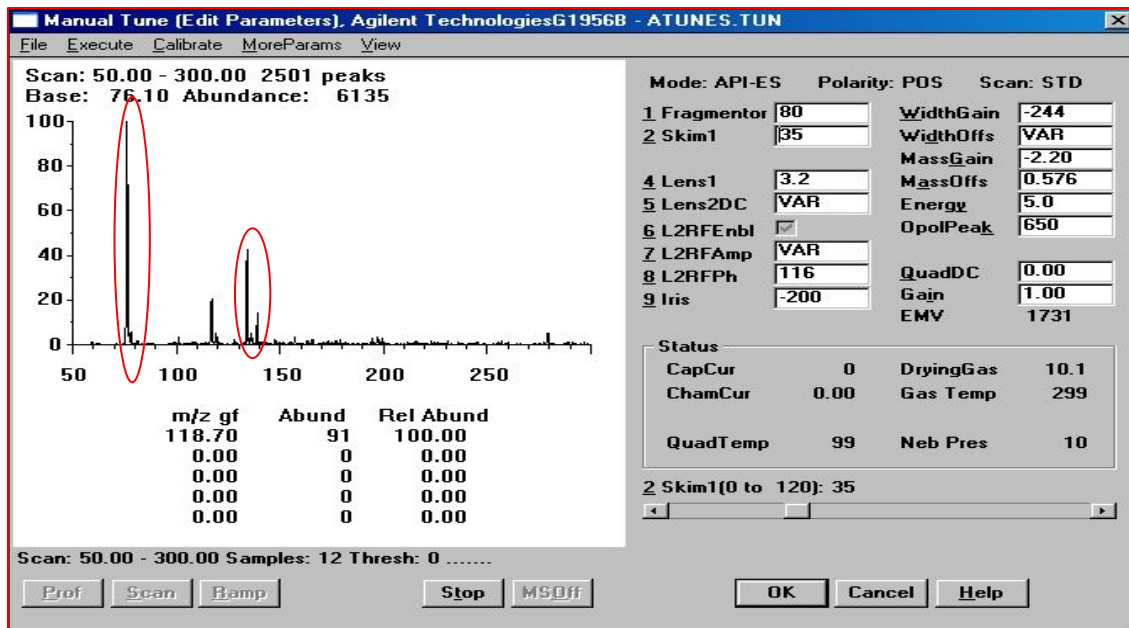 Manual Tune (Edit Parameters), Agilent TechnologiesG1956B - ATUNES.TUN
File Execute Calibrate MoreParams View
Scan: 50.00 - 300.00 2501 peaks
Base: 76.10 Abundance: 6135
100
80
60
40
20
0
50 100 150 200 250
m/z gf Abund Rel Abund
118.70 91 100.00
0.00 0 0.00
0.00 0 0.00
0.00 0 0.00
0.00 0 0.00
Mode: API-ES Polarity: POS Scan: STD
1 Fragmentor 80 WidthGain -244
2 Skim1 35 WidthOffs VAR
MassGain -2.20
4 Lens1 3.2 MassOffs 0.576
5 Lens2DC VAR Energy 5.0
6 L2RFEnbl OpolPeak 650
7 L2RFAmp VAR
8 L2RFPh 116 QuadDC 0.00
9 Iris -200 Gain 1.00
EMV 1731
Status
CapCur 0 DryingGas 10.1
ChamCur 0.00 Gas Temp 299
QuadTemp 99 Neb Pres 10
2 Skim1(0 to 120): 35
Scan: 50.00 - 300.00 Samples: 12 Thresh: 0 .......
Prof Scan Ramp Stop MSOff OK Cancel Help